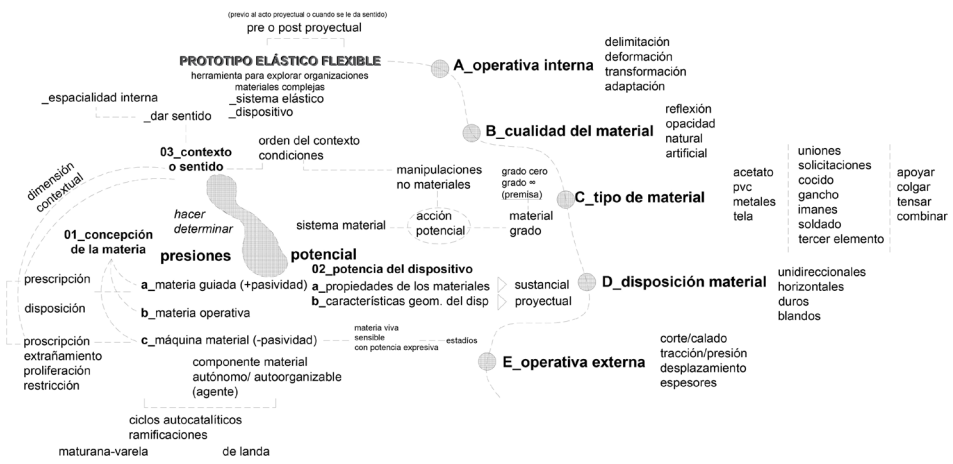 (previo al acto proyectual o cuando se le da sentido)
pre o post proyectual
PROTOTIPO ELÁSTICO FLEXIBLE
herramienta para explorar organizaciones
materiales complejas
_sistema elástico
_dispositivo
_espacialidad interna
_dar sentido
03_contexto
o sentido
orden del contexto
condiciones
dimensión
contextual
manipulaciones
no materiales
grado cero
grado ∞
(premisa)
sistema material
acción
potencial
material
grado
hacer
determinar
01_concepción
de la materia
presiones
potencial
02_potencia del dispositivo
prescripción
a_materia guiada (+pasividad)
a_propiedades de los materiales
sustancial
disposición
b_materia operativa
b_características geom. del disp
proyectual
proscripción
extrañamiento
proliferación
restricción
c_máquina material (-pasividad)
materia viva
sensible
con potencia expresiva
estadíos
componente material
autónomo/ autoorganizable
(agente)
ciclos autocatalíticos
ramificaciones
maturana-varela
de landa
A_operativa interna
delimitación
deformación
transformación
adaptación
B_cualidad del material
reflexión
opacidad
natural
artificial
C_tipo de material
acetato
pvc
metales
tela
uniones
solicitaciones
cocido
gancho
imanes
soldado
tercer elemento
apoyar
colgar
tensar
combinar
D_disposición material
unidireccionales
horizontales
duros
blandos
E_operativa externa
corte/calado
tracción/presión
desplazamiento
espesores